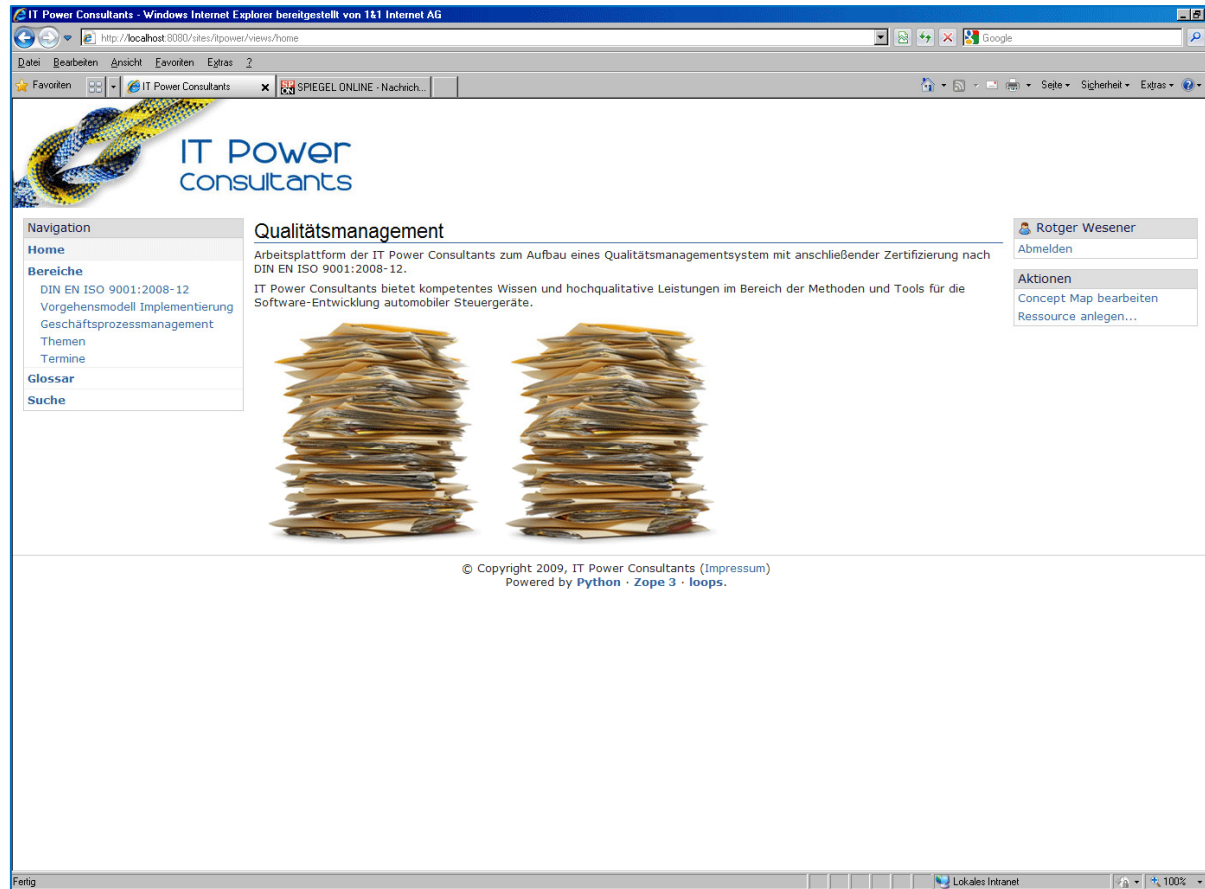 IT Power Consultants - Windows Internet Explorer bereitgestellt von 1&1 Internet AG
http://localhost:8080/sites/itpower/views/home
Google
Datei Bearbeiten Ansicht Favoriten Extras ?
Favoriten
IT Power Consultants
SPIEGEL ONLINE - Nachrich...
Seite
Sicherheit
Extras
IT Power
Consultants
Navigation
Home
Bereiche
DIN EN ISO 9001:2008-12
Vorgehensmodell Implementierung
Geschäftsprozessmanagement
Themen
Termine
Glossar
Suche
Qualitätsmanagement
Arbeitsplattform der IT Power Consultants zum Aufbau eines Qualitätsmanagementsystem mit anschließender Zertifizierung nach
DIN EN ISO 9001:2008-12.
IT Power Consultants bietet kompetentes Wissen und hochqualitative Leistungen im Bereich der Methoden und Tools für die
Software-Entwicklung automobiler Steuergeräte.
Rotger Wesener
Abmelden
Aktionen
Concept Map bearbeiten
Ressource anlegen...
© Copyright 2009, IT Power Consultants (Impressum)
Powered by Python · Zope 3 · loops.
Fertig
Lokales Intranet
100%